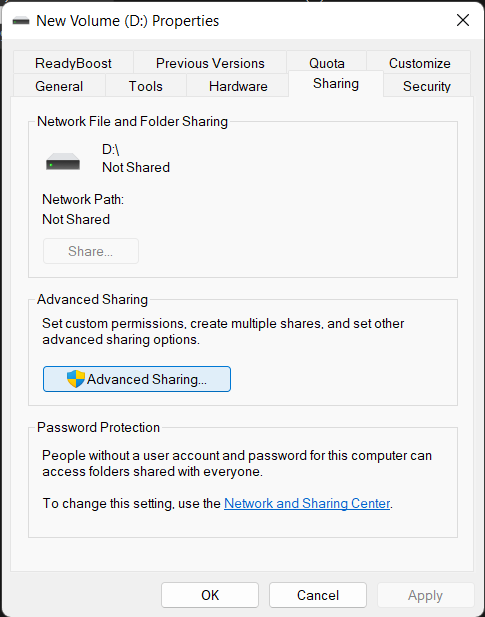 New Volume (D:) Properties
ReadyBoost
Previous Versions
Quota
Customize
General
Tools
Hardware
Sharing
Security
Network File and Folder Sharing
D:\
Not Shared
Network Path:
Not Shared
Share...
Advanced Sharing
Set custom permissions, create multiple shares, and set other
advanced sharing options.
Advanced Sharing...
Password Protection
People without a user account and password for this computer can
access folders shared with everyone.
To change this setting, use the Network and Sharing Center.
OK
Cancel
Apply